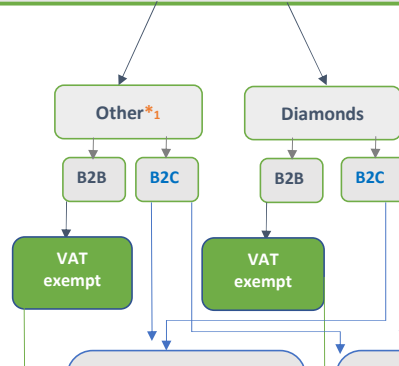 Other*1
Diamonds
B2B
B2C
B2B
B2C
VAT
exempt
VAT
exempt